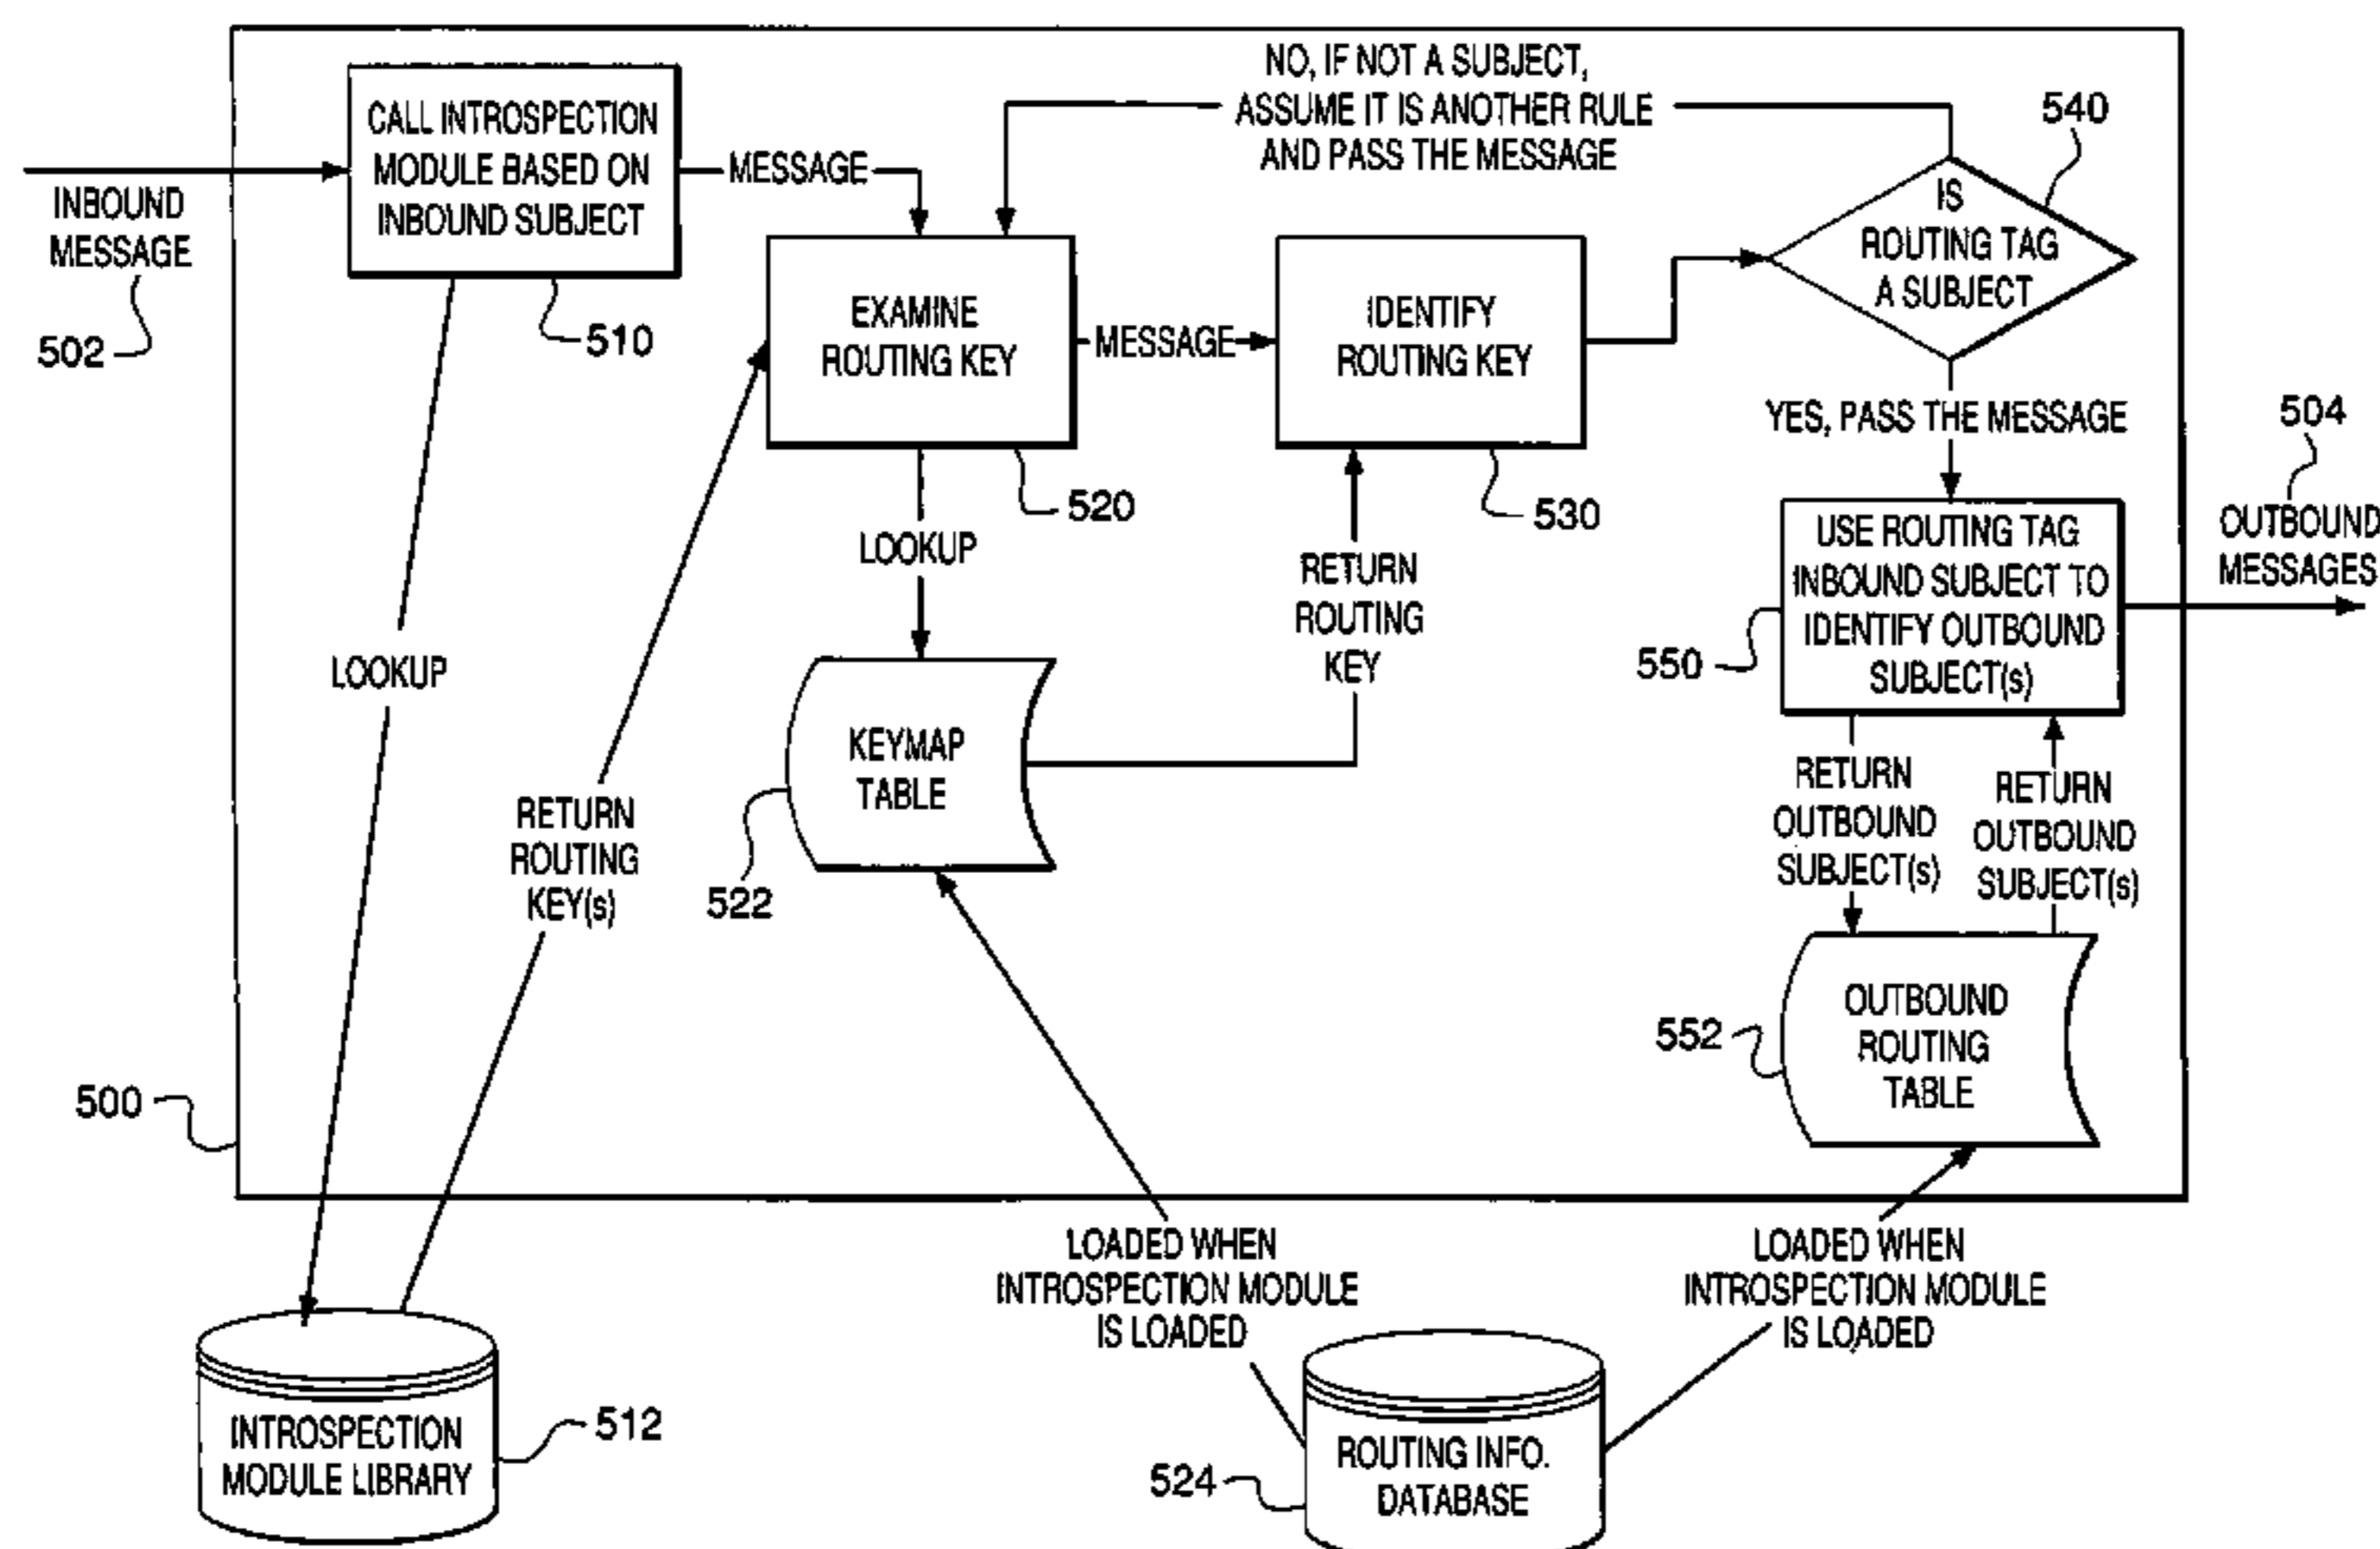 NO, IF NOT A SUBJECT,
ASSUME IT IS ANOTHER RULE
AND PASS THE MESSAGE
CALL INTROSPECTION
MODULE BASED ON
INBOUND SUBJECT
MESSAGE
INBOUND
MESSAGE
502
510
540
IS
ROUTING TAG
A SUBJECT
EXAMINE
ROUTING KEY
MESSAGE
IDENTIFY
ROUTING KEY
YES, PASS THE MESSAGE
504
OUTBOUND
MESSAGES
520
530
LOOKUP
RETURN
ROUTING
KEY
USE ROUTING TAG
INBOUND SUBJECT TO
IDENTIFY OUTBOUND
SUBJECT(s)
550
LOOKUP
KEYMAP
TABLE
522
RETURN
ROUTING
KEY(s)
RETURN
OUTBOUND
SUBJECT(s)
RETURN
OUTBOUND
SUBJECT(s)
OUTBOUND
ROUTING
TABLE
552
500
LOADED WHEN
INTROSPECTION MODULE
IS LOADED
LOADED WHEN
INTROSPECTION MODULE
IS LOADED
INTROSPECTION
MODULE LIBRARY
512
ROUTING INFO.
DATABASE
524